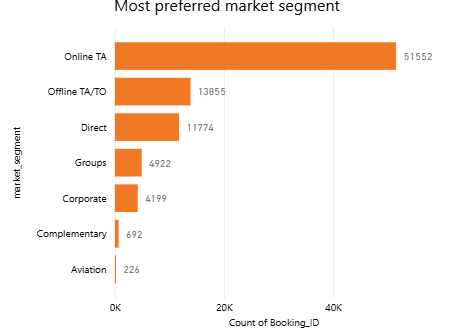 Most preferred market segment
market_segment
Online TA 51552
Offline TA/TO 13855
Direct 11774
Groups 4922
Corporate 4199
Complementary 692
Aviation 226
0K 20K 40K
Count of Booking_ID